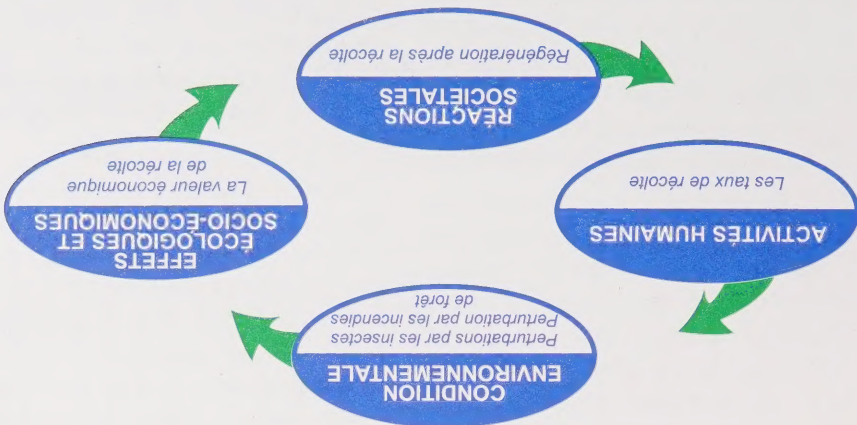 CONDITION
ENVIRONNEMENTALE
Perturbations par les insectes
Perturbation par les incendies
de forêt
ACTIVITÉS HUMAINES
Les taux de récolte
EFFETS
ÉCOLOGIQUES ET
SOCIO-ÉCONOMIQUES
La valeur économique
de la récolte
RÉACTIONS
SOCIÉTALES
Régénération après la récolte